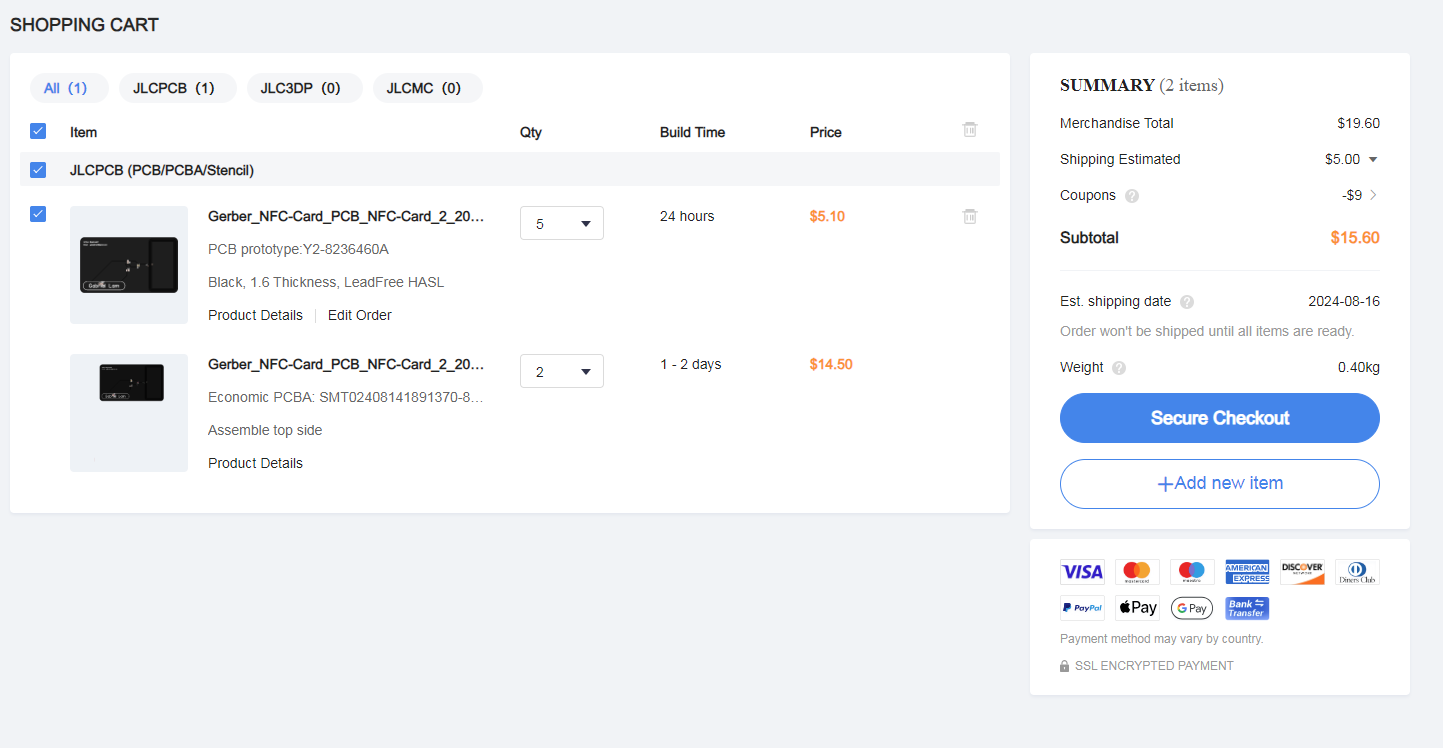 SHOPPING CART
All (1) JLCPCB (1) JLC3DP (0) JLCMC (0)
Item Qty Build Time Price
JLCPCB (PCB/PCBA/Stencil)
Gerber_NFC-Card_PCB_NFC-Card_2_20... 5 24 hours $5.10
PCB prototype:Y2-8236460A
Black, 1.6 Thickness, LeadFree HASL
Product Details Edit Order
Gerber_NFC-Card_PCB_NFC-Card_2_20... 2 1 - 2 days $14.50
Economic PCBA: SMT02408141891370-8...
Assemble top side
Product Details
SUMMARY (2 items)
Merchandise Total $19.60
Shipping Estimated $5.00
Coupons ? -$9
Subtotal $15.60
Est. shipping date ? 2024-08-16
Order won't be shipped until all items are ready.
Weight ? 0.40kg
Secure Checkout
+Add new item
VISA mastercard maestro AMERICAN EXPRESS DISCOVER NETWORK Diners Club
PayPal Pay G Pay Bank Transfer
Payment method may vary by country.
SSL ENCRYPTED PAYMENT